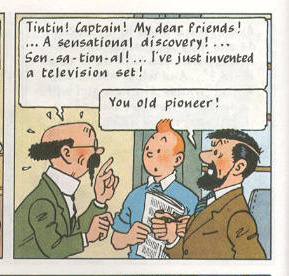 Tintin! Captain! My dear friends!
... A sensational discovery!...
Sen-sa-tion-al!... I've just invented
a television set!
You old pioneer!